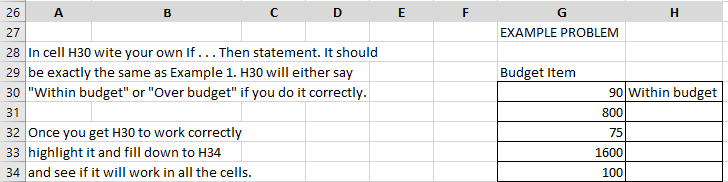 A B C D E F G H
26
27 EXAMPLE PROBLEM
28 In cell H30 wite your own If . . . Then statement. It should
29 be exactly the same as Example 1. H30 will either say Budget Item
30 "Within budget" or "Over budget" if you do it correctly. 90 Within budget
31 800
32 Once you get H30 to work correctly 75
33 highlight it and fill down to H34 1600
34 and see if it will work in all the cells. 100